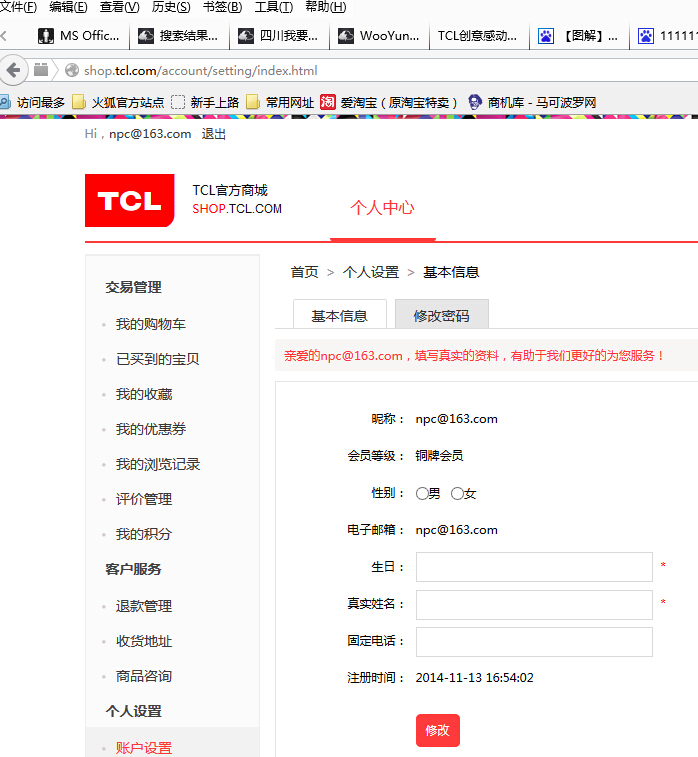 文件(F) 编辑(E) 查看(V) 历史(S) 书签(B) 工具(T) 帮助(H)
MS Offic... 搜索结果... 四川我要... WooYun... TCL创意感动... 【图解】... 111111
shop.tcl.com/account/setting/index.html
访问最多 火狐官方站点 新手上路 常用网址 爱淘宝（原淘宝特卖） 商机库 - 马可波罗网
Hi，npc@163.com 退出
TCL TCL官方商城
SHOP.TCL.COM
个人中心
首页 > 个人设置 > 基本信息
基本信息 修改密码
亲爱的npc@163.com，填写真实的资料，有助于我们更好的为您服务！
交易管理
我的购物车
已买到的宝贝
我的收藏
我的优惠券
我的浏览记录
评价管理
我的积分
客户服务
退款管理
收货地址
商品咨询
个人设置
账户设置
昵称： npc@163.com
会员等级： 铜牌会员
性别： 男 女
电子邮箱： npc@163.com
生日： *
真实姓名： *
固定电话：
注册时间： 2014-11-13 16:54:02
修改